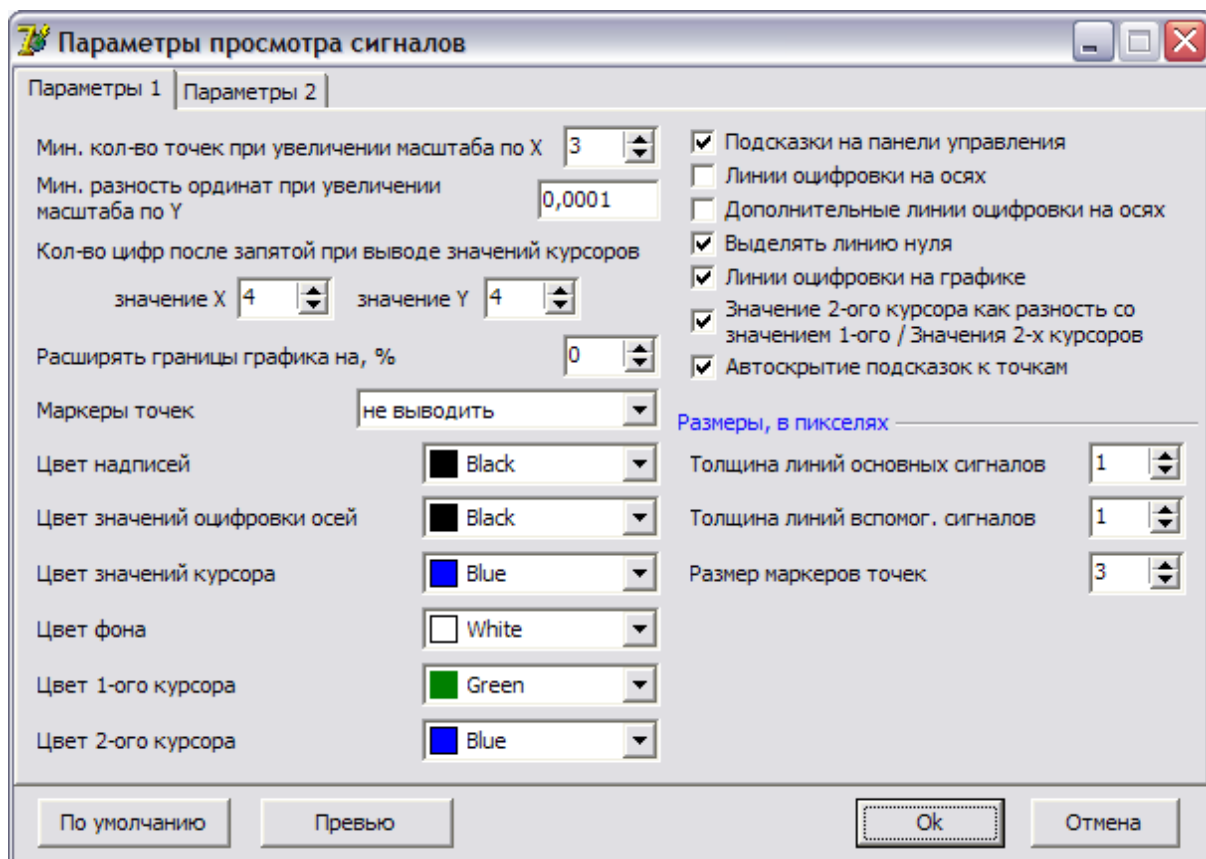 Параметры просмотра сигналов
Параметры 1
Параметры 2
Мин. кол-во точек при увеличении масштаба по X 3
Мин. разность ординат при увеличении
масштаба по Y
0,0001
Кол-во цифр после запятой при выводе значений курсоров
значение X 4 значение Y 4
Расширять границы графика на, % 0
Маркеры точек не выводить
Цвет надписей Black
Цвет значений оцифровки осей Black
Цвет значений курсора Blue
Цвет фона White
Цвет 1-ого курсора Green
Цвет 2-ого курсора Blue
Подсказки на панели управления
Линии оцифровки на осях
Дополнительные линии оцифровки на осях
Выделять линию нуля
Линии оцифровки на графике
Значение 2-ого курсора как разность со
значением 1-ого / Значения 2-х курсоров
Автоскрытие подсказок к точкам
Размеры, в пикселях
Толщина линий основных сигналов 1
Толщина линий вспомог. сигналов 1
Размер маркеров точек 3
По умолчанию
Превью
Ok
Отмена